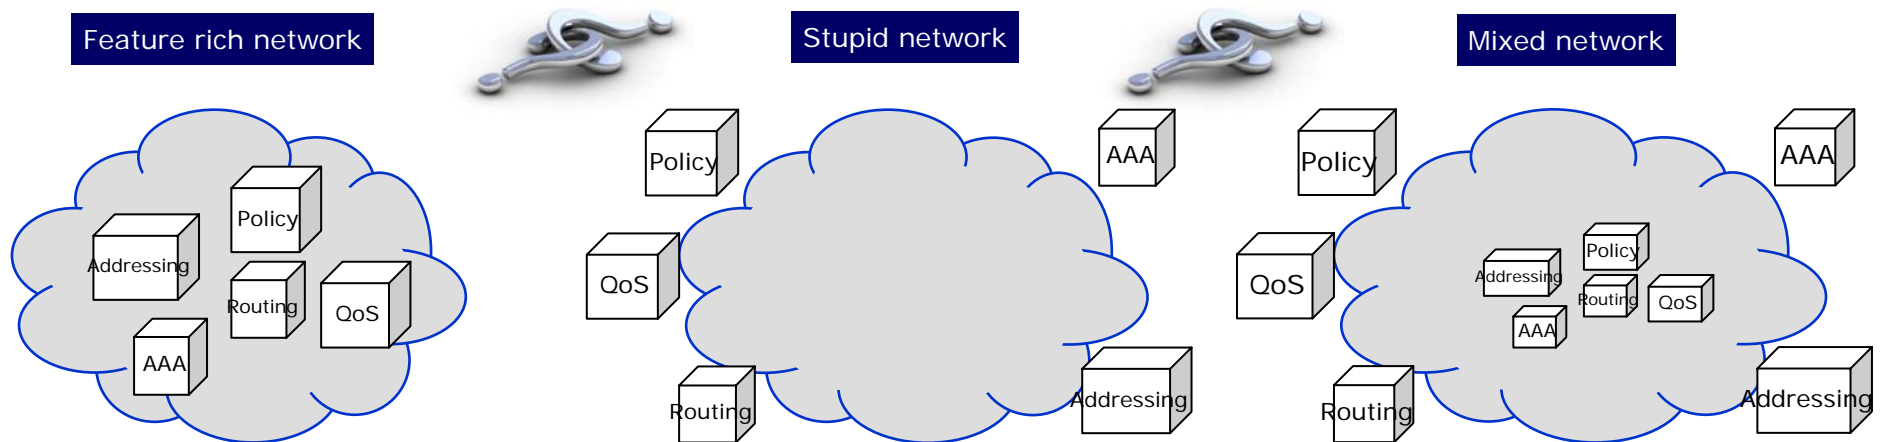 Feature rich network
Stupid network
Mixed network
Policy
Addressing
Routing
QoS
AAA
Policy
AAA
QoS
Routing
Addressing
Policy
AAA
QoS
Policy
Addressing
Routing
QoS
AAA
Routing
Addressing